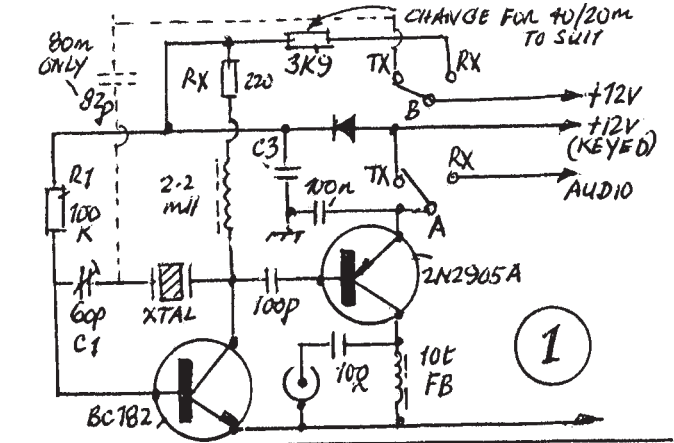 CHANGE FOR 40/20m
TO SUIT
80m
ONLY
82p
RX
220
3K9
TX
RX
B
+12V
+12V
(KEYED)
R1
100
K
2.2
mH
C3
100n
TX
RX
A
AUDIO
60p
C1
XTAL
100p
2N2905A
BC182
10t
FB
1